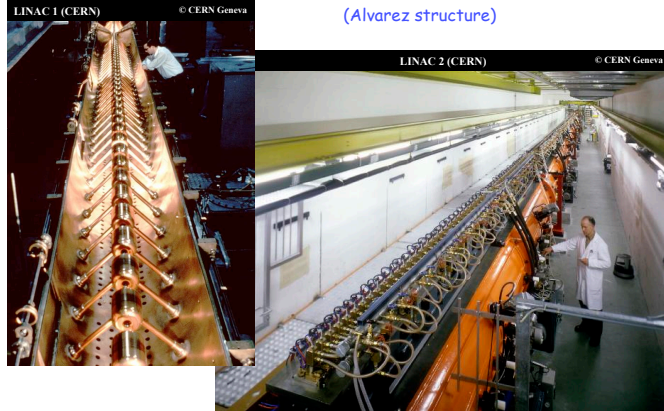 LINAC 1 (CERN) © CERN Geneva
(Alvarez structure)
LINAC 2 (CERN) © CERN Geneva